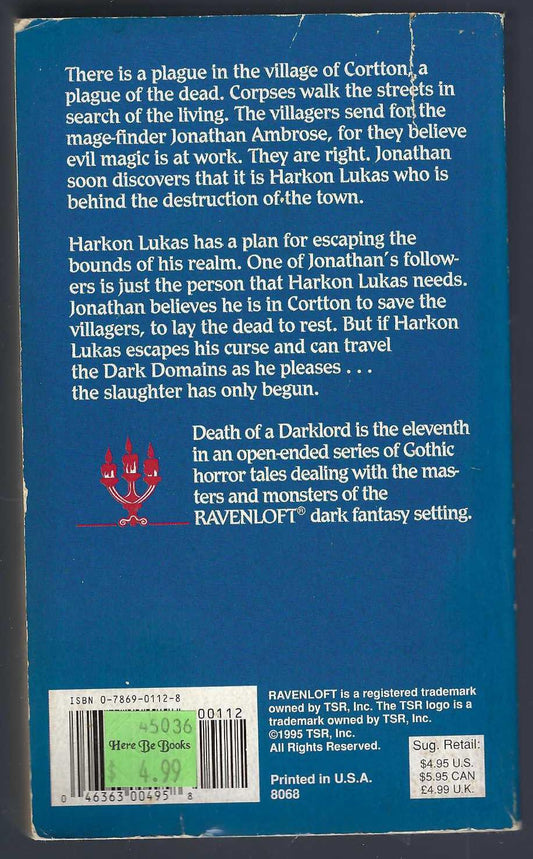 There is a plague in the village of Cortton, a
plague of the dead. Corpses walk the streets in
search of the living. The villagers send for the
mage-finder Jonathan Ambrose, for they believe
evil magic is at work. They are right. Jonathan
soon discovers that it is Harkon Lukas who is
behind the destruction of the town.
Harkon Lukas has a plan for escaping the
bounds of his realm. One of Jonathan's follow-
ers is just the person that Harkon Lukas needs.
Jonathan believes he is in Cortton to save the
villagers, to lay the dead to rest. But if Harkon
Lukas escapes his curse and can travel
the Dark Domains as he pleases . . .
the slaughter has only begun.
Death of a Darklord is the eleventh
in an open-ended series of Gothic
horror tales dealing with the mas-
ters and monsters of the
RAVENLOFT® dark fantasy setting.
ISBN 0-7869-0112-8
00112
45036
Here Be Books
$ 4.99
0 46363 00495 8
RAVENLOFT is a registered trademark
owned by TSR, Inc. The TSR logo is a
trademark owned by TSR, Inc.
©1995 TSR, Inc.
All Rights Reserved.
Printed in U.S.A.
8068
Sug. Retail:
$4.95 U.S.
$5.95 CAN
£4.99 U.K.